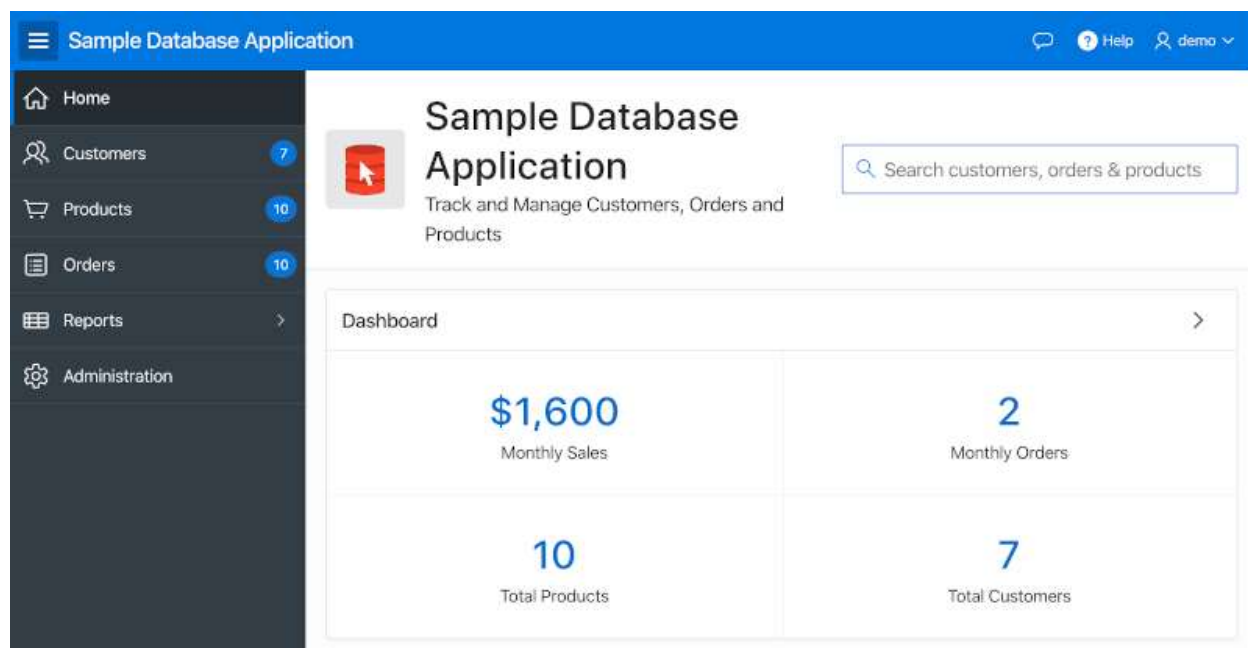 Sample Database Application
? Help
demo
Home
Customers 7
Products 10
Orders 10
Reports
Administration
Sample Database
Application
Track and Manage Customers, Orders and
Products
Search customers, orders & products
Dashboard
$1,600
Monthly Sales
2
Monthly Orders
10
Total Products
7
Total Customers